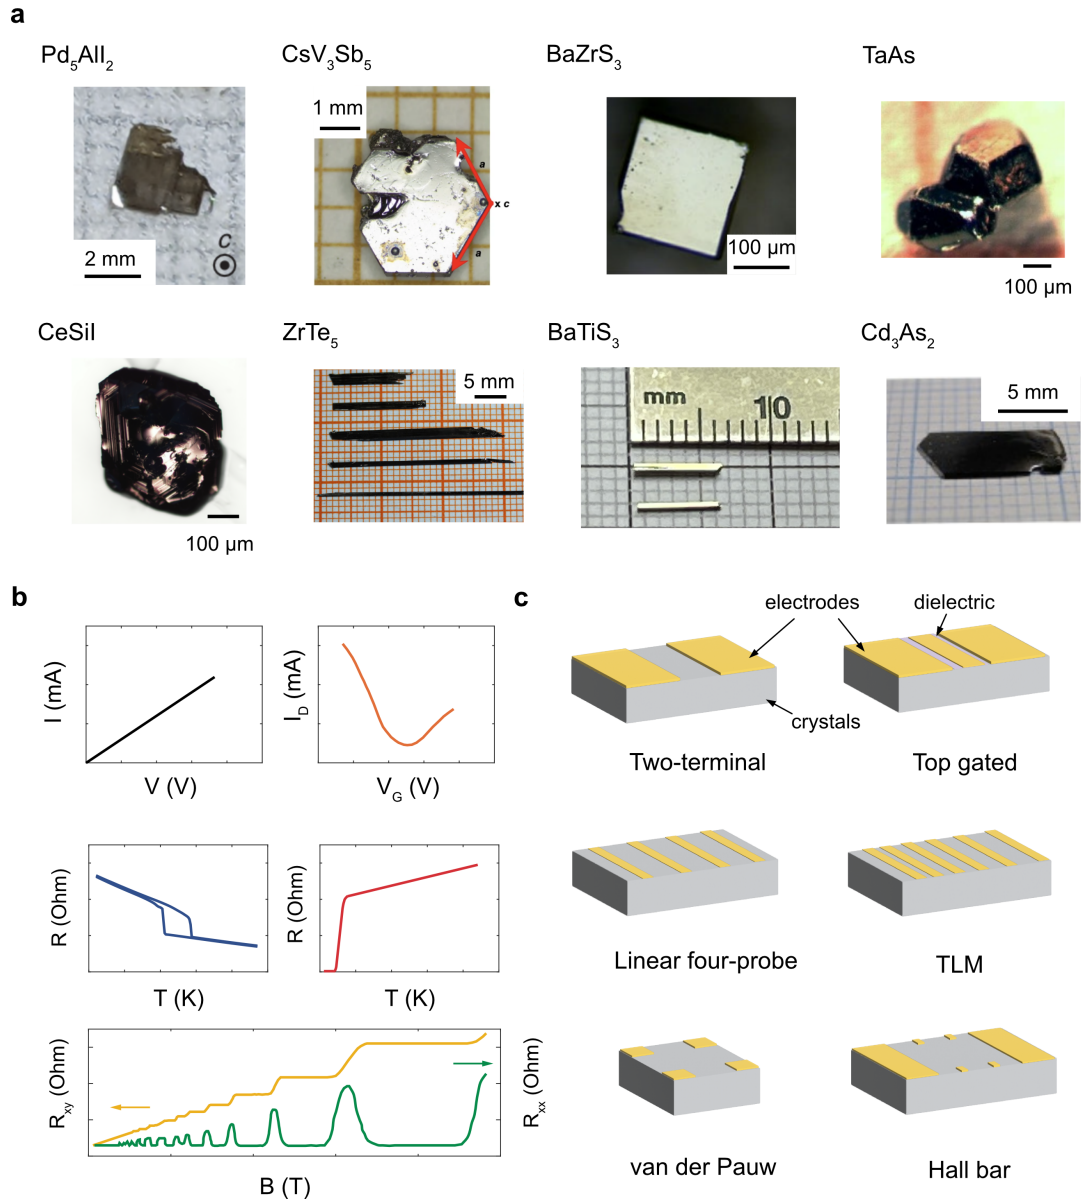 a
Pd5AlI2
CsV3Sb5
BaZrS3
TaAs
2 mm
C
1 mm
a
x c
a
100 μm
100 μm
CeSiI
ZrTe5
BaTiS3
Cd3As2
100 μm
5 mm
mm
10
5 mm
b
I (mA)
V (V)
ID (mA)
VG (V)
R (Ohm)
T (K)
R (Ohm)
T (K)
Rxy (Ohm)
Rxx (Ohm)
B (T)
c
electrodes
dielectric
crystals
Two-terminal
Top gated
Linear four-probe
TLM
van der Pauw
Hall bar